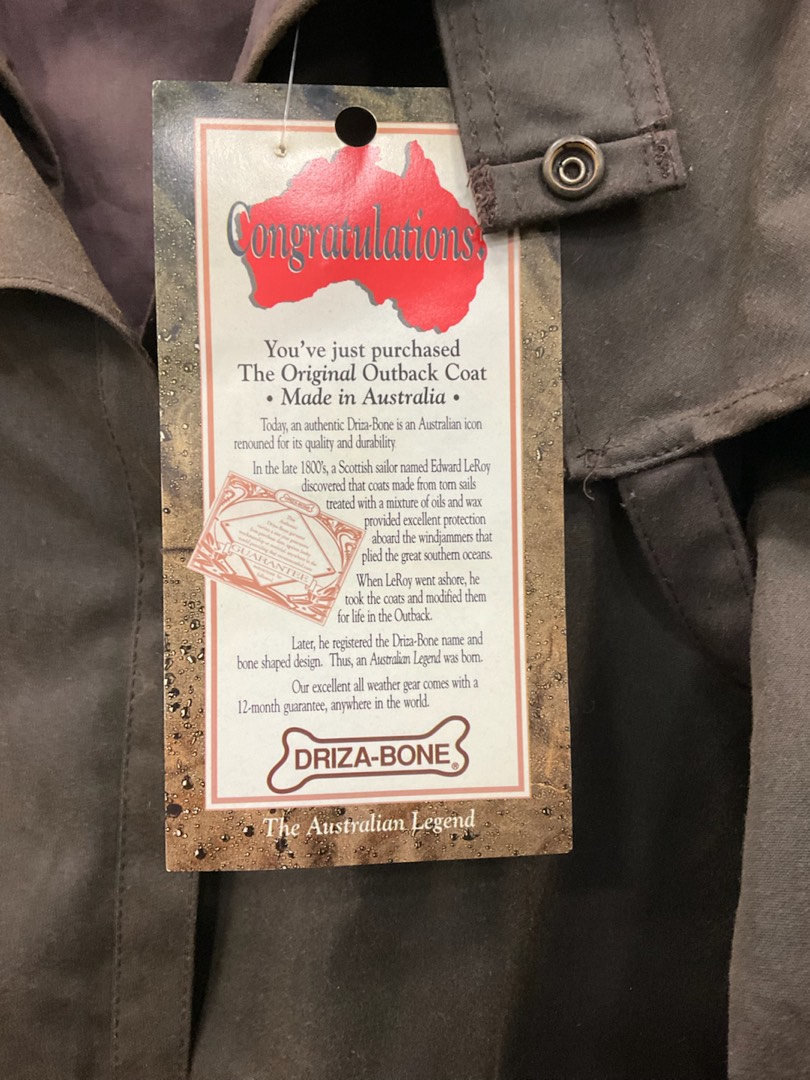 Congratulations!
You've just purchased
The Original Outback Coat
• Made in Australia •
Today, an authentic Driza-Bone is an Australian icon
renouned for its quality and durability
In the late 1800's, a Scottish sailor named Edward LeRoy
discovered that coats made from torn sails
treated with a mixture of oils and wax
provided excellent protection
aboard the windjammers that
plied the great southern oceans.
GUARANTEE
When LeRoy went ashore, he
took the coats and modified them
for life in the Outback.
Later, he registered the Driza-Bone name and
bone shaped design. Thus, an Australian Legend was born.
Our excellent all weather gear comes with a
12-month guarantee, anywhere in the world.
DRIZA-BONE®
The Australian Legend